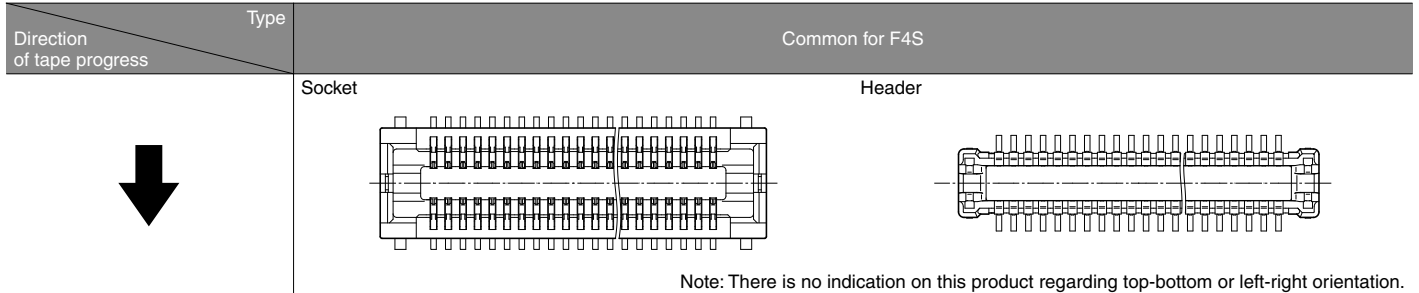 Type
Direction
of tape progress
Common for F4S
Socket
Header
Note: There is no indication on this product regarding top-bottom or left-right orientation.